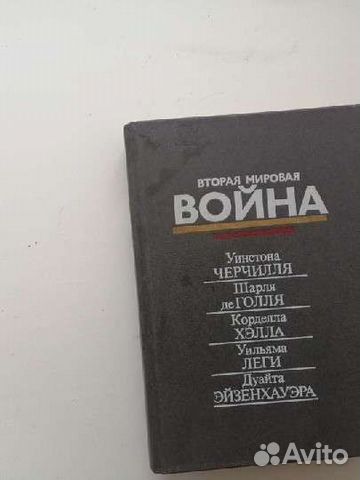 ВТОРАЯ МИРОВАЯ
ВОЙНА
Уинстона
ЧЕРЧИЛЛЯ
Шарля
де ГОЛЛЯ
Корделла
ХЭЛЛА
Уильяма
ЛЕГИ
Дуайта
ЭЙЗЕНХАУЭРА
Avito